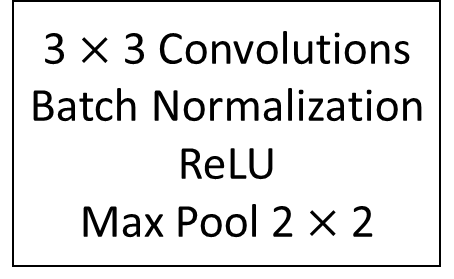 3 × 3 Convolutions
Batch Normalization
ReLU
Max Pool 2 × 2